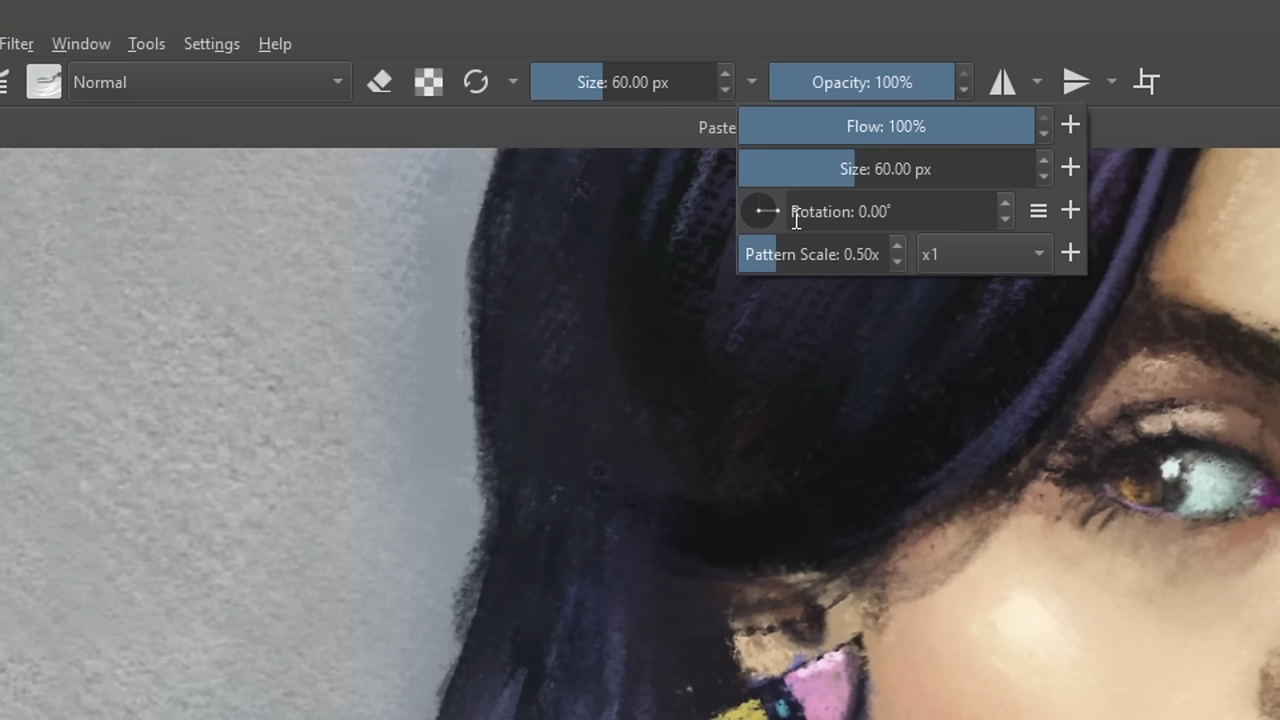 Filter Window Tools Settings Help
Normal Size: 60.00 px Opacity: 100%
Paste
Flow: 100%
Size: 60.00 px
Rotation: 0.00°
Pattern Scale: 0.50x x1